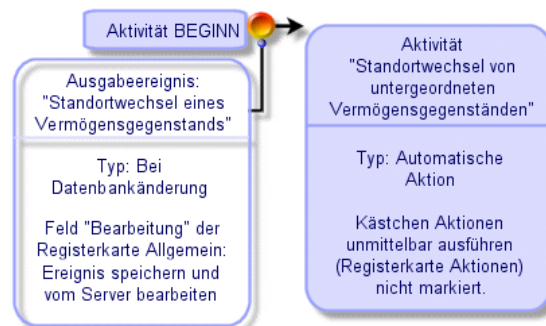 Aktivität BEGINN
Ausgabeereignis:
"Standortwechsel eines
Vermögensgegenstands"
Typ: Bei
Datenbankänderung
Feld "Bearbeitung" der
Registerkarte Allgemein:
Ereignis speichern und
vom Server bearbeiten
Aktivität
"Standortwechsel von
untergeordneten
Vermögensgegenständen"
Typ: Automatische
Aktion
Kästchen Aktionen
unmittelbar ausführen
(Registerkarte Aktionen)
nicht markiert.